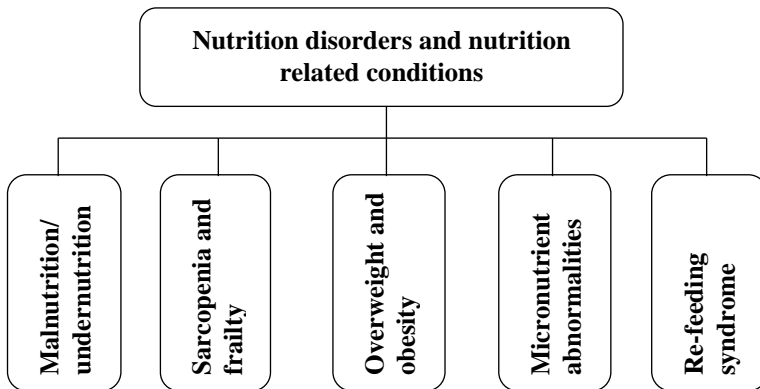 Nutrition disorders and nutrition
related conditions
Malnutrition/
undernutrition
Sarcopenia and
frailty
Overweight and
obesity
Micronutrient
abnormalities
Re-feeding
syndrome